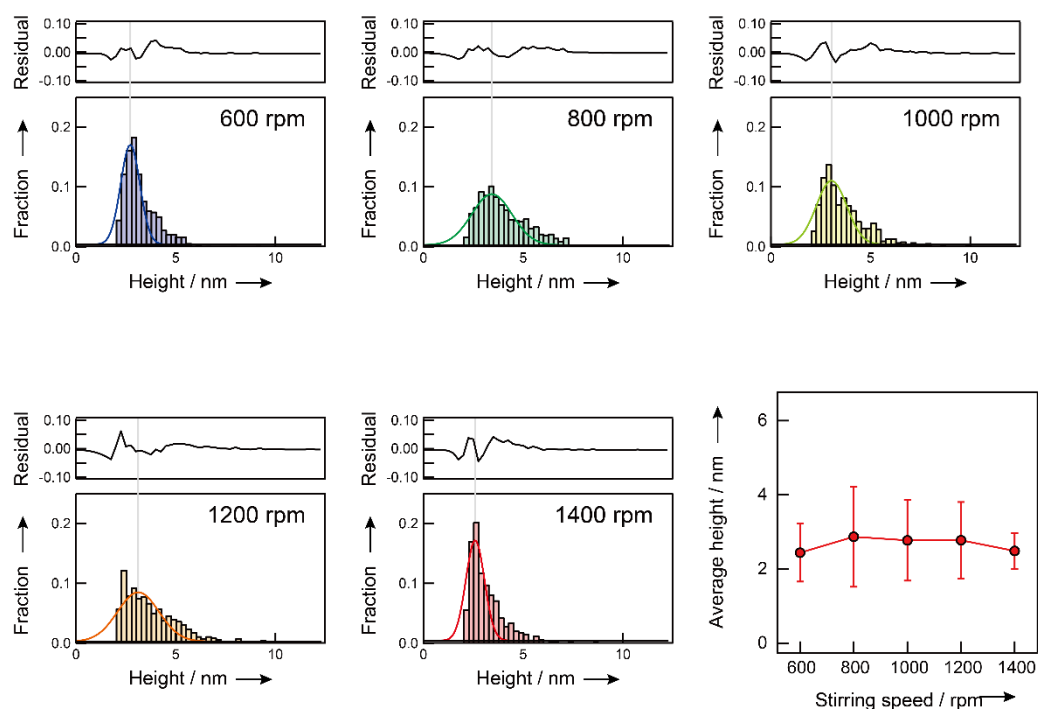 Residual
0.10
0.00
-0.10
Fraction
0.2
0.1
0.0
600 rpm
0
5
10
Height / nm
Residual
0.10
0.00
-0.10
Fraction
0.2
0.1
0.0
800 rpm
0
5
10
Height / nm
Residual
0.10
0.00
-0.10
Fraction
0.2
0.1
0.0
1000 rpm
0
5
10
Height / nm
Residual
0.10
0.00
-0.10
Fraction
0.2
0.1
0.0
1200 rpm
0
5
10
Height / nm
Residual
0.10
0.00
-0.10
Fraction
0.2
0.1
0.0
1400 rpm
0
5
10
Height / nm
Average height / nm
6
4
2
0
600 800 1000 1200 1400
Stirring speed / rpm